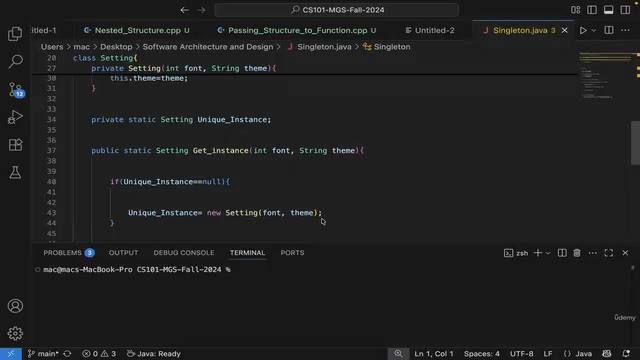 CS101-MGS-Fall-2024
Untitled-1 Nested_Structure.cpp Passing_Structure_to_Function.cpp Untitled-2 Singleton.java 3
Users > mac > Desktop > Software Architecture and Design > Singleton.java > Singleton
20 class Setting{
27 private Setting(int font, String theme){
30 this.theme=theme;
31 }
32
33
34 private static Setting Unique_Instance;
35
36
37 public static Setting Get_instance(int font, String theme){
38
39
40 if(Unique_Instance==null){
41
42
43 Unique_Instance= new Setting(font, theme);
44 }
PROBLEMS 3 OUTPUT DEBUG CONSOLE TERMINAL PORTS
zsh
mac@macs-MacBook-Pro CS101-MGS-Fall-2024 %
12
udemy
main* 0 3 Java: Ready Ln 1, Col 1 Spaces: 4 UTF-8 LF Java